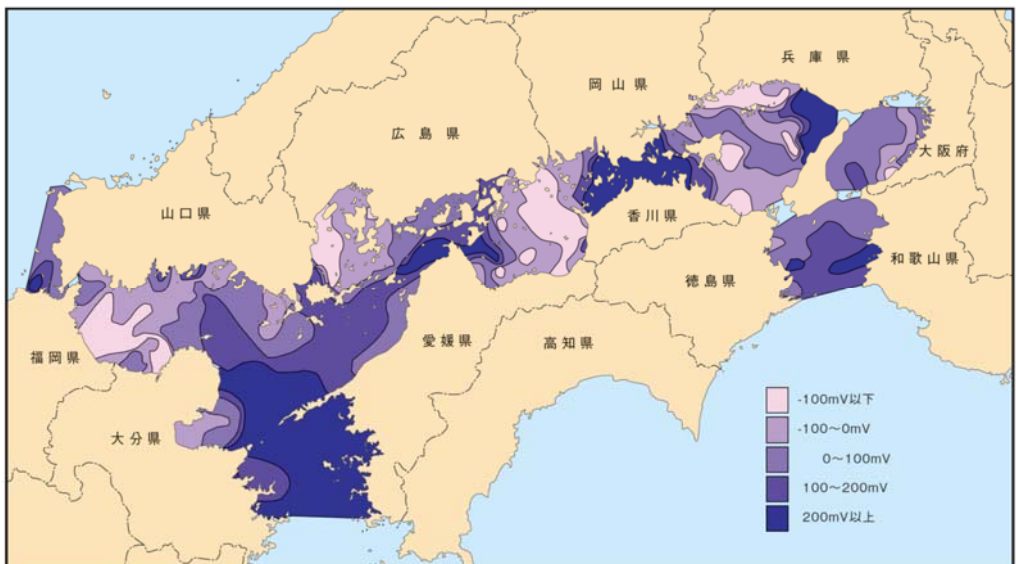 兵庫県
岡山県
広島県
大阪府
山口県
香川県
和歌山県
徳島県
愛媛県
高知県
福岡県
大分県
-100mV以下
-100～0mV
0～100mV
100～200mV
200mV以上